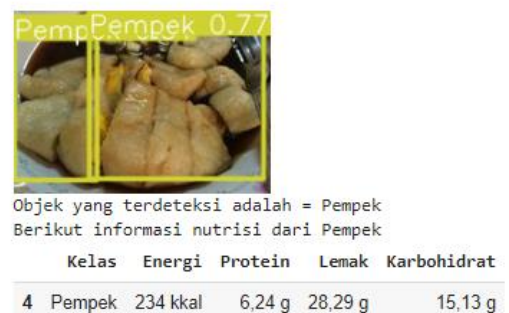 Pemp
Pempek 0.77
Objek yang terdeteksi adalah = Pempek
Berikut informasi nutrisi dari Pempek
Kelas Energi Protein Lemak Karbohidrat
4 Pempek 234 kkal 6,24 g 28,29 g 15,13 g